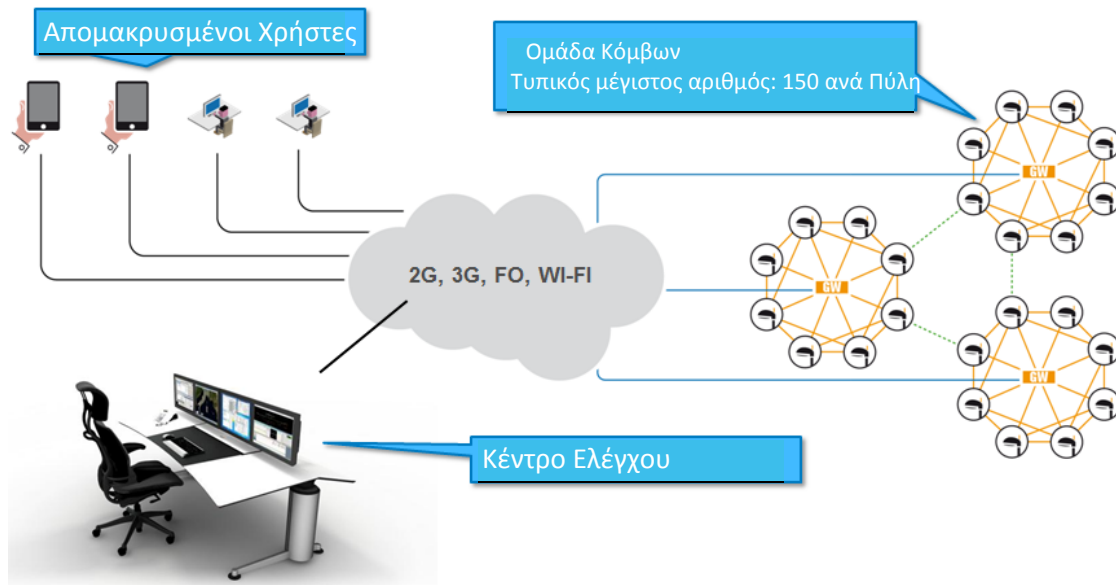 Απομακρυσμένοι Χρήστες
Ομάδα Κόμβων
Τυπικός μέγιστος αριθμός: 150 ανά Πύλη
GW
GW
2G, 3G, FO, WI-FI
GW
Κέντρο Ελέγχου